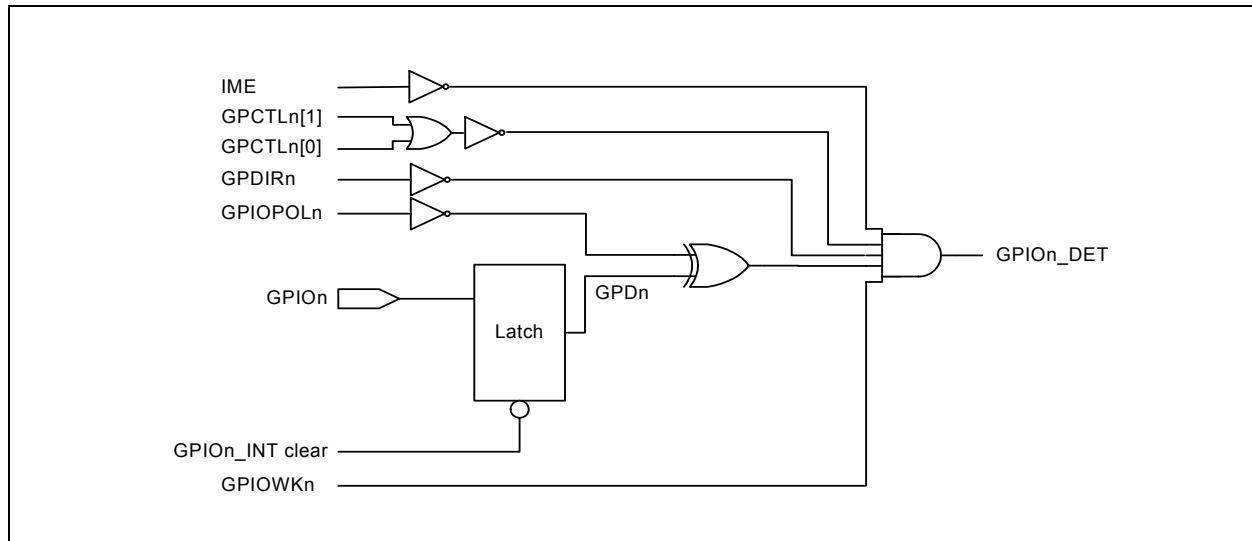 IME
GPCTLn[1]
GPCTLn[0]
GPDIRn
GPIOPOLn
GPIOn_DET
GPIOn
GPDn
Latch
GPIOn_INT clear
GPIOWKn